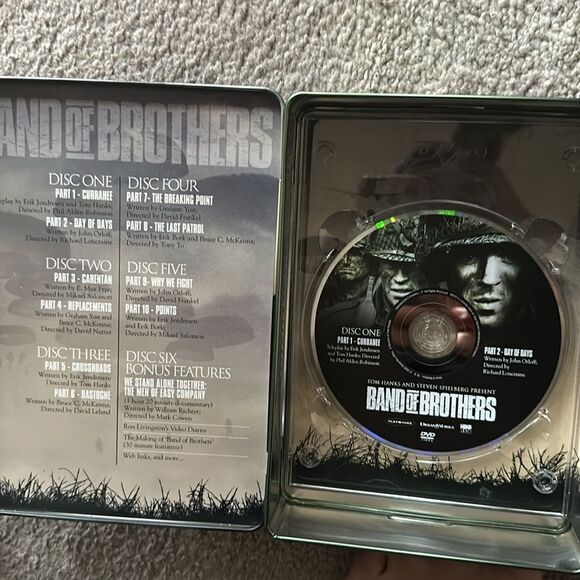 BAND OF BROTHERS
DISC ONE
PART 1 - CURRAHEE
Teleplay by Erik Jendresen and Tom Hanks;
Directed by Phil Alden Robinson
PART 2 - DAY OF DAYS
Written by John Orloff;
Directed by Richard Loncraine
DISC TWO
PART 3 - CARENTAN
Written by E. Max Frye;
Directed by Mikael Salomon
PART 4 - REPLACEMENTS
Written by Graham Yost and
Bruce C. McKenna;
Directed by David Nutter
DISC THREE
PART 5 - CROSSROADS
Written by Erik Jendresen;
Directed by Tom Hanks
PART 6 - BASTOGNE
Written by Bruce C. McKenna;
Directed by David Leland
DISC FOUR
PART 7 - THE BREAKING POINT
Written by Graham Yost;
Directed by David Frankel
PART 8 - THE LAST PATROL
Written by Erik Bork and Bruce C. McKenna;
Directed by Tony To
DISC FIVE
PART 9 - WHY WE FIGHT
Written by John Orloff;
Directed by David Frankel
PART 10 - POINTS
Written by Erik Jendresen
and Erik Bork;
Directed by Mikael Salomon
DISC SIX
BONUS FEATURES
WE STAND ALONE TOGETHER:
THE MEN OF EASY COMPANY
(1 hour 20 minute documentary)
Written by William Richter;
Directed by Mark Cowen
Ron Livingston's Video Diaries
The Making of 'Band of Brothers'
(30 minute featurette)
Web links, and more...
DISC ONE
PART 1 - CURRAHEE
Teleplay by Erik Jendresen
and Tom Hanks; Directed
by Phil Alden Robinson
PART 2 - DAY OF DAYS
Written by John Orloff;
Directed by
Richard Loncraine
TOM HANKS AND STEVEN SPIELBERG PRESENT
BAND OF BROTHERS
PLAYTONE
DREAMWORKS
HBO
DVD